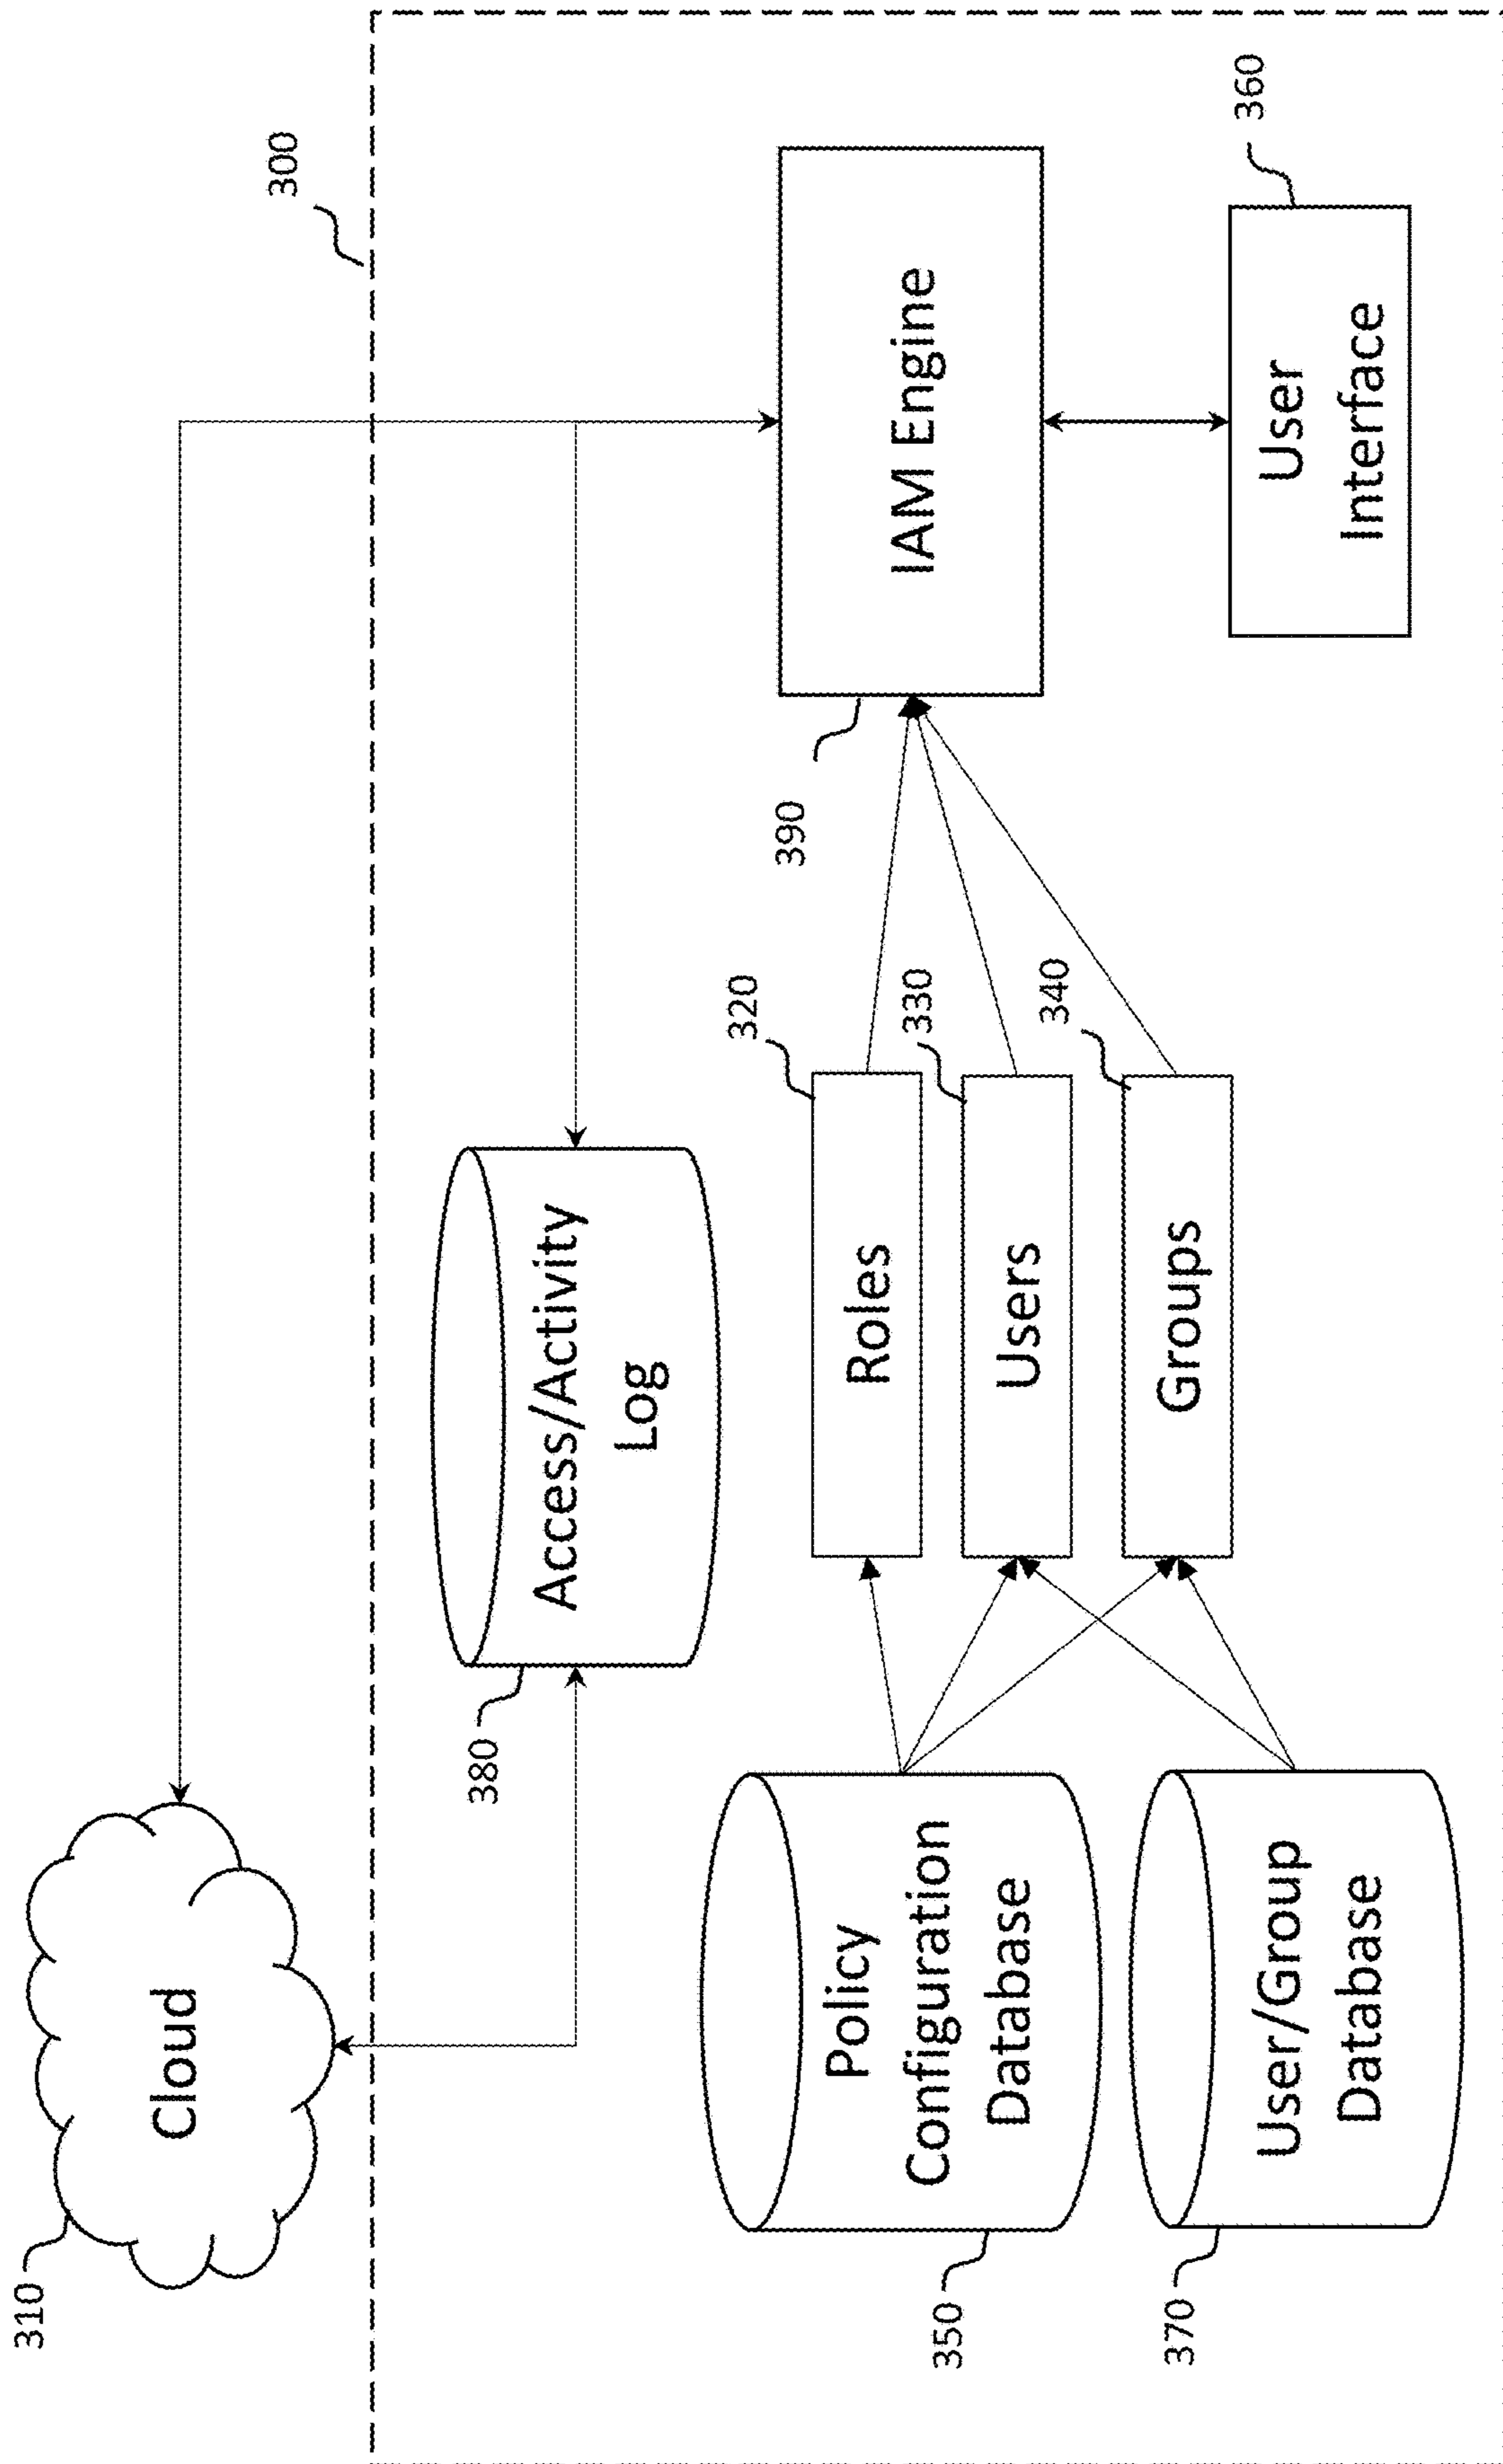 310
Cloud
300
380
Access/Activity
Log
350
Policy
Configuration
Database
370
User/Group
Database
320
Roles
330
Users
340
Groups
390
IAM Engine
360
User
Interface